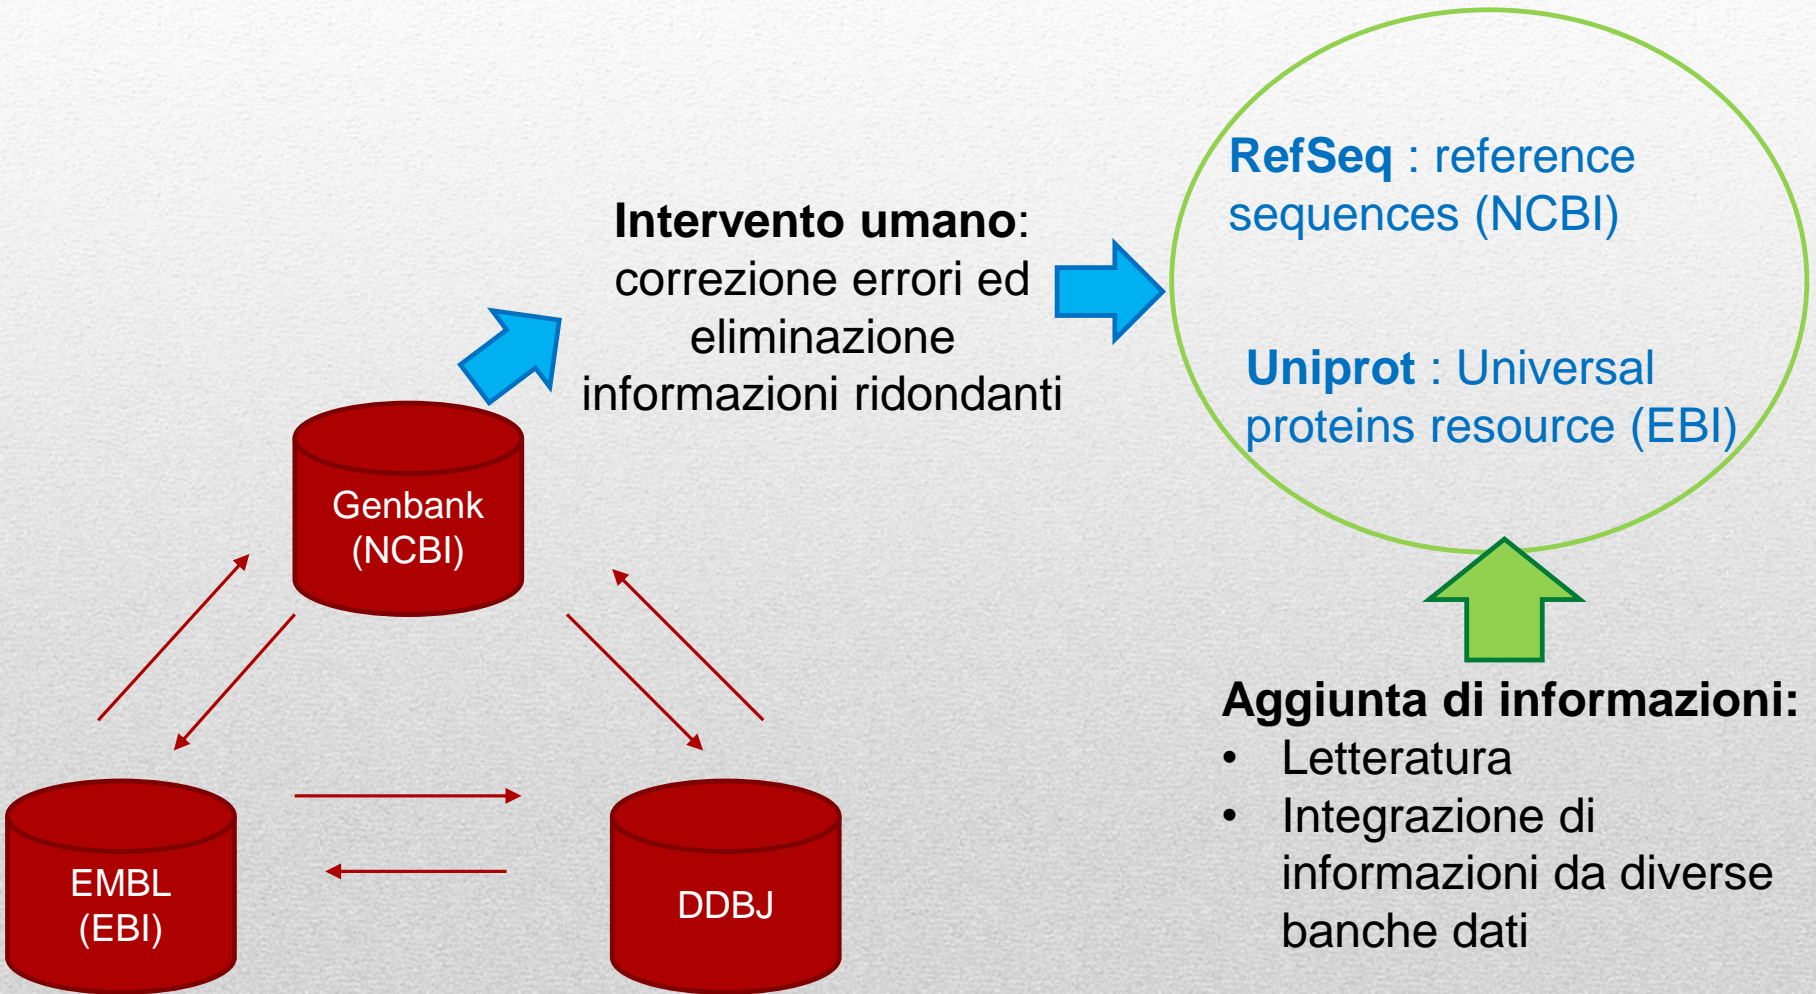 RefSeq : reference
sequences (NCBI)
Uniprot : Universal
proteins resource (EBI)
Intervento umano:
correzione errori ed
eliminazione
informazioni ridondanti
Genbank
(NCBI)
EMBL
(EBI)
DDBJ
Aggiunta di informazioni:
• Letteratura
• Integrazione di
informazioni da diverse
banche dati